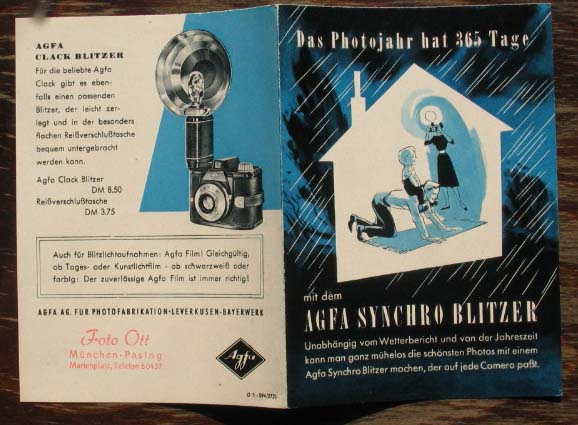 AGFA
CLACK BLITZER
Für die beliebte Agfa
Clack gibt es eben-
falls einen passenden
Blitzer, der leicht zer-
legt und in der besonders
flachen Reißverschlußtasche
bequem untergebracht
werden kann.
Agfa Clack Blitzer
DM 8.50
Reißverschlußtasche
DM 3.75
Auch für Blitzlichtaufnahmen: Agfa Film! Gleichgültig,
ob Tages- oder Kunstlichtfilm - ob schwarzweiß oder
farbig: Der zuverlässige Agfa Film ist immer richtig!
AGFA AG. FUR PHOTOFABRIKATION·LEVERKUSEN-BAYERWERK
Foto Ott
München-Pasing
Marienplatz, Telefon 80437
Agfa
Das Photojahr hat 365 Tage
mit dem
AGFA SYNCHRO BLITZER
Unabhängig vom Wetterbericht und von der Jahreszeit
kann man ganz mühelos die schönsten Photos mit einem
Agfa Synchro Blitzer machen, der auf jede Camera paßt.